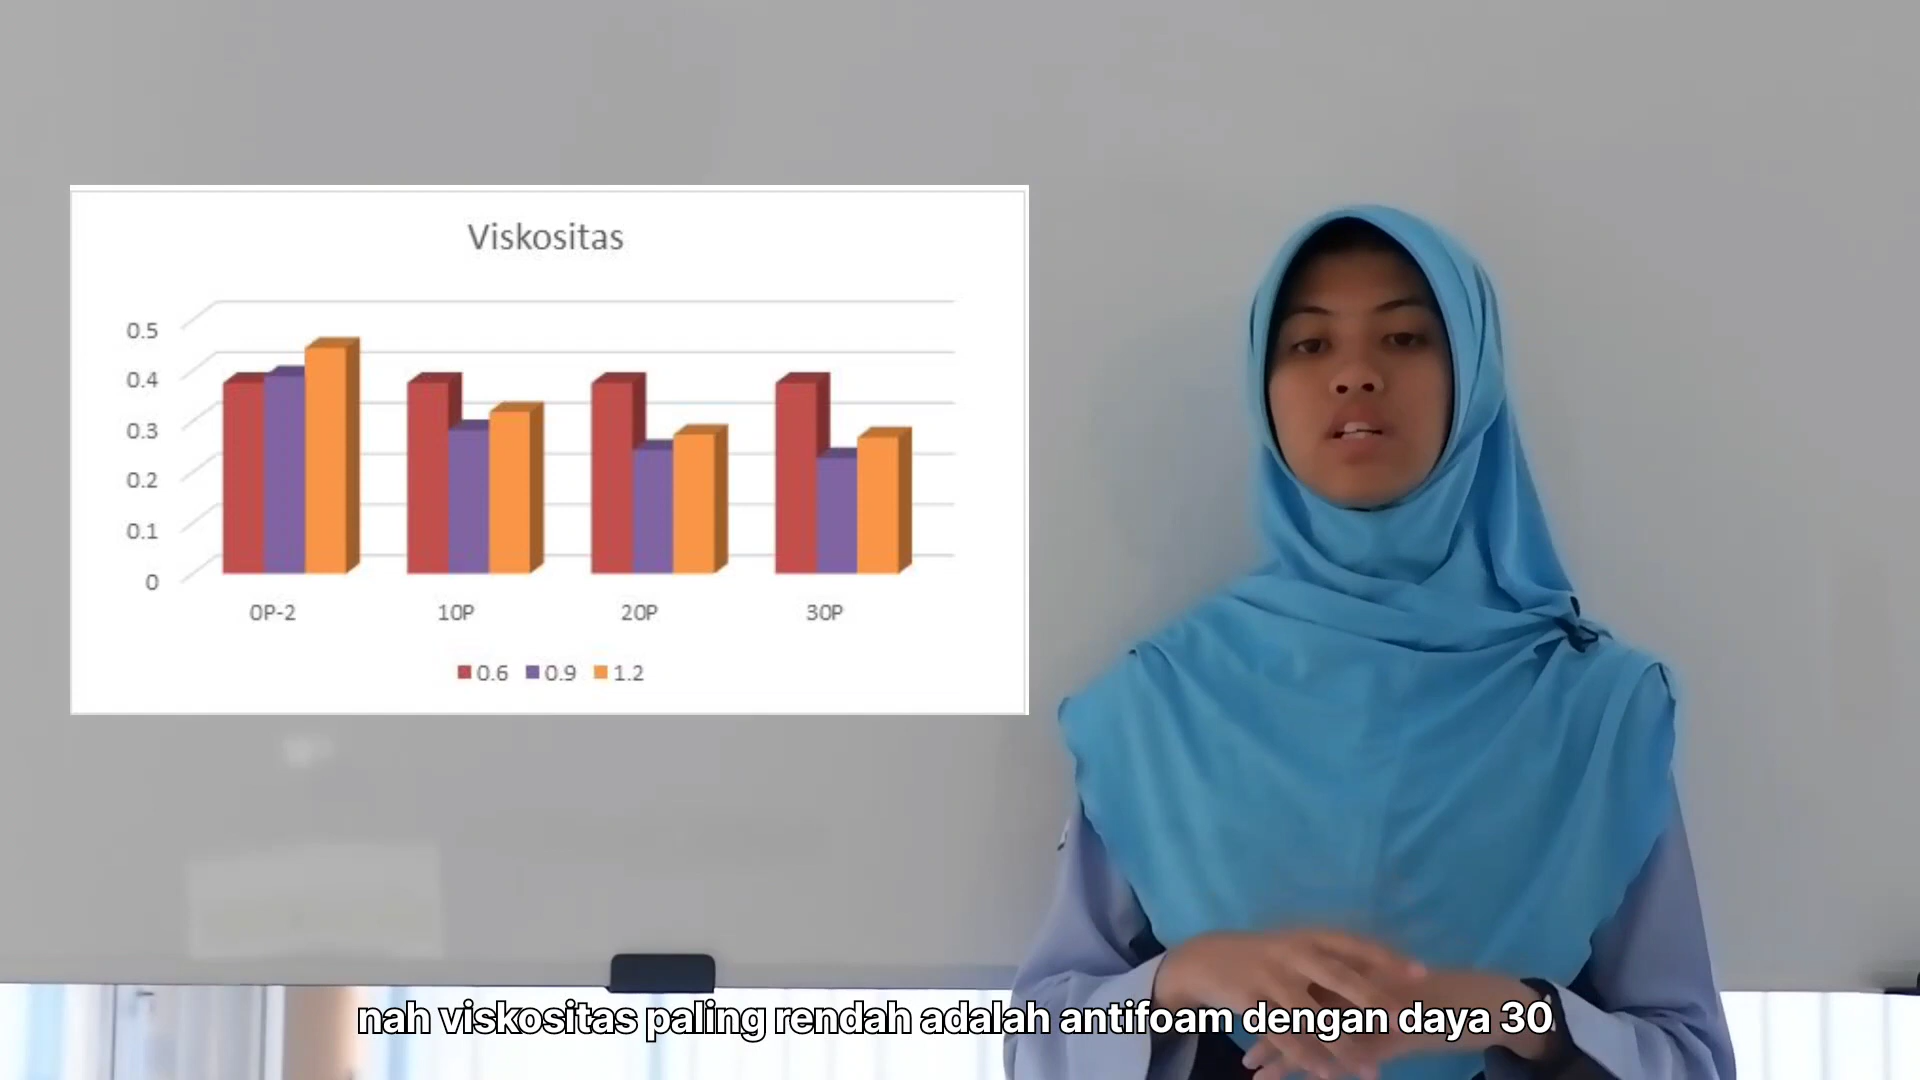 Viskositas
0.5
0.4
0.3
0.2
0.1
0
0P-2 10P 20P 30P
0.6 0.9 1.2
nah viskositas paling rendah adalah antifoam dengan daya 30